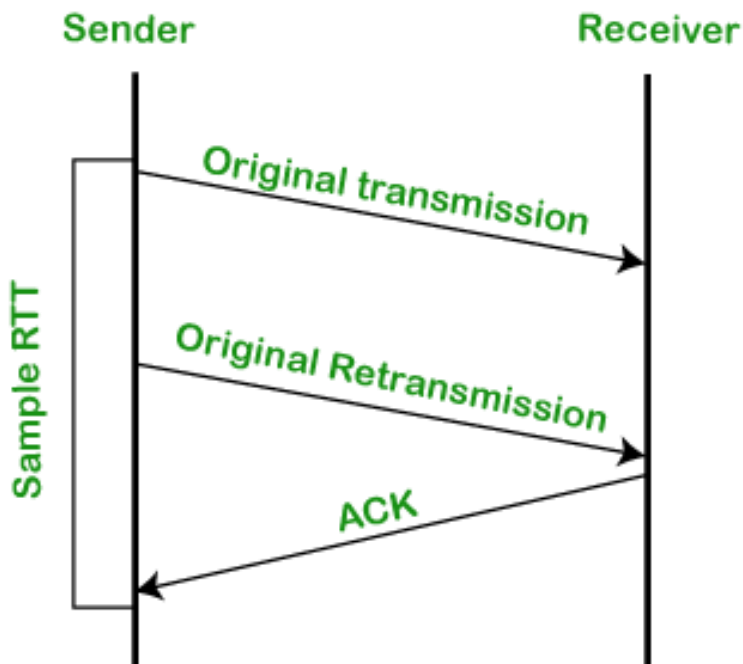 Sender
Receiver
Original transmission
Sample RTT
Original Retransmission
ACK